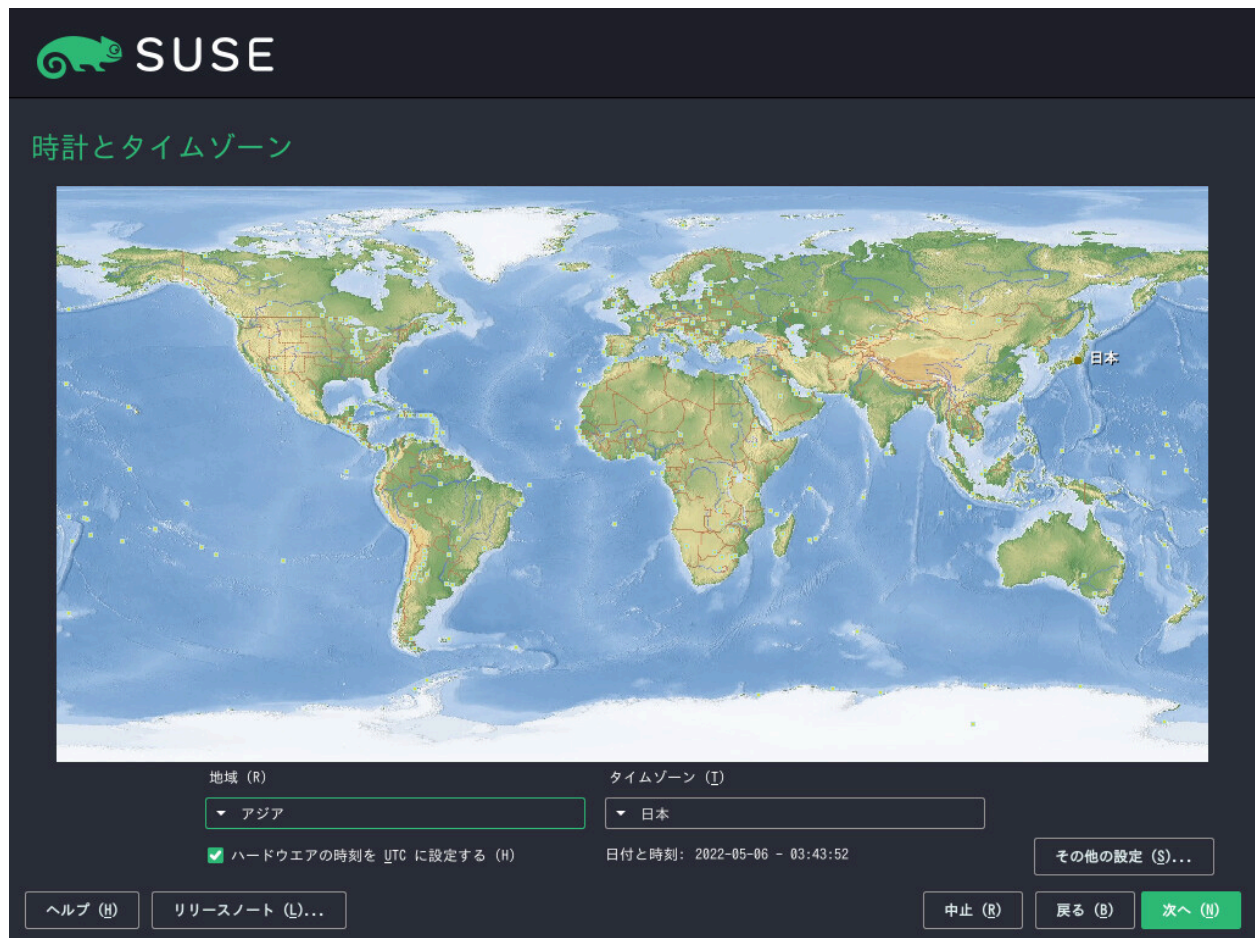 SUSE
時計とタイムゾーン
日本
地域 (R)
タイムゾーン (T)
アジア
日本
ハードウエアの時刻を UTC に設定する (H)
日付と時刻: 2022-05-06 - 03:43:52
その他の設定 (S)...
ヘルプ (H)
リリースノート (L)...
中止 (R)
戻る (B)
次へ (N)